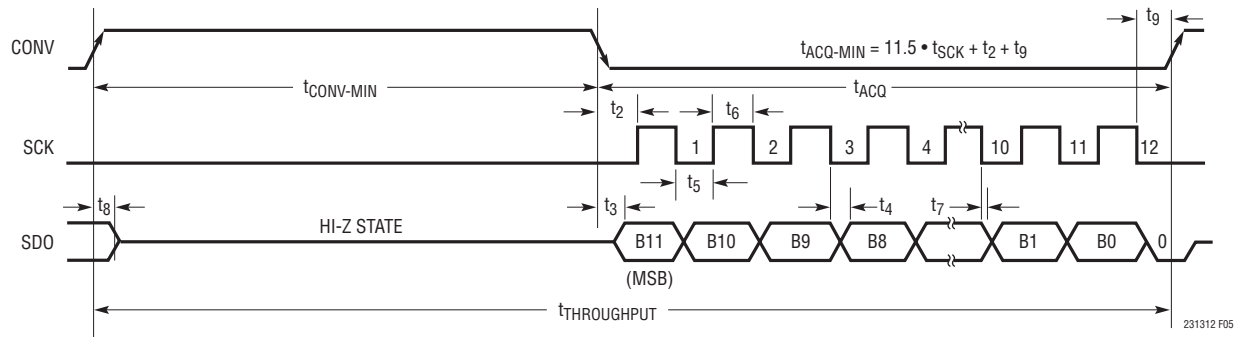 CONV
t9
tACQ-MIN = 11.5 • tSCK + t2 + t9
tCONV-MIN
tACQ
t2
t6
SCK
1
2
3
4
10
11
12
t5
t8
t3
t4
t7
SDO
HI-Z STATE
B11
B10
B9
B8
B1
B0
0
(MSB)
tTHROUGHPUT
231312 F05